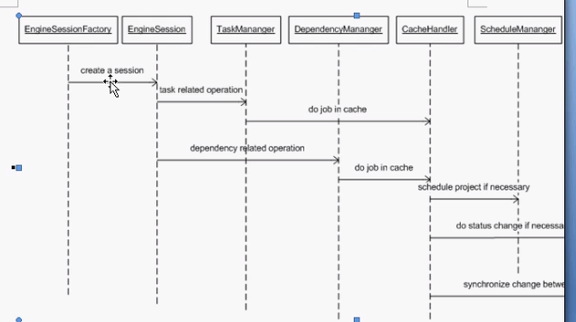 EngineSessionFactory
EngineSession
TaskMananger
DependencyMananger
CacheHandler
ScheduleMananger
create a session
task related operation
do job in cache
dependency related operation
do job in cache
schedule project if necessary
do status change if necessa
synchronize change betwe